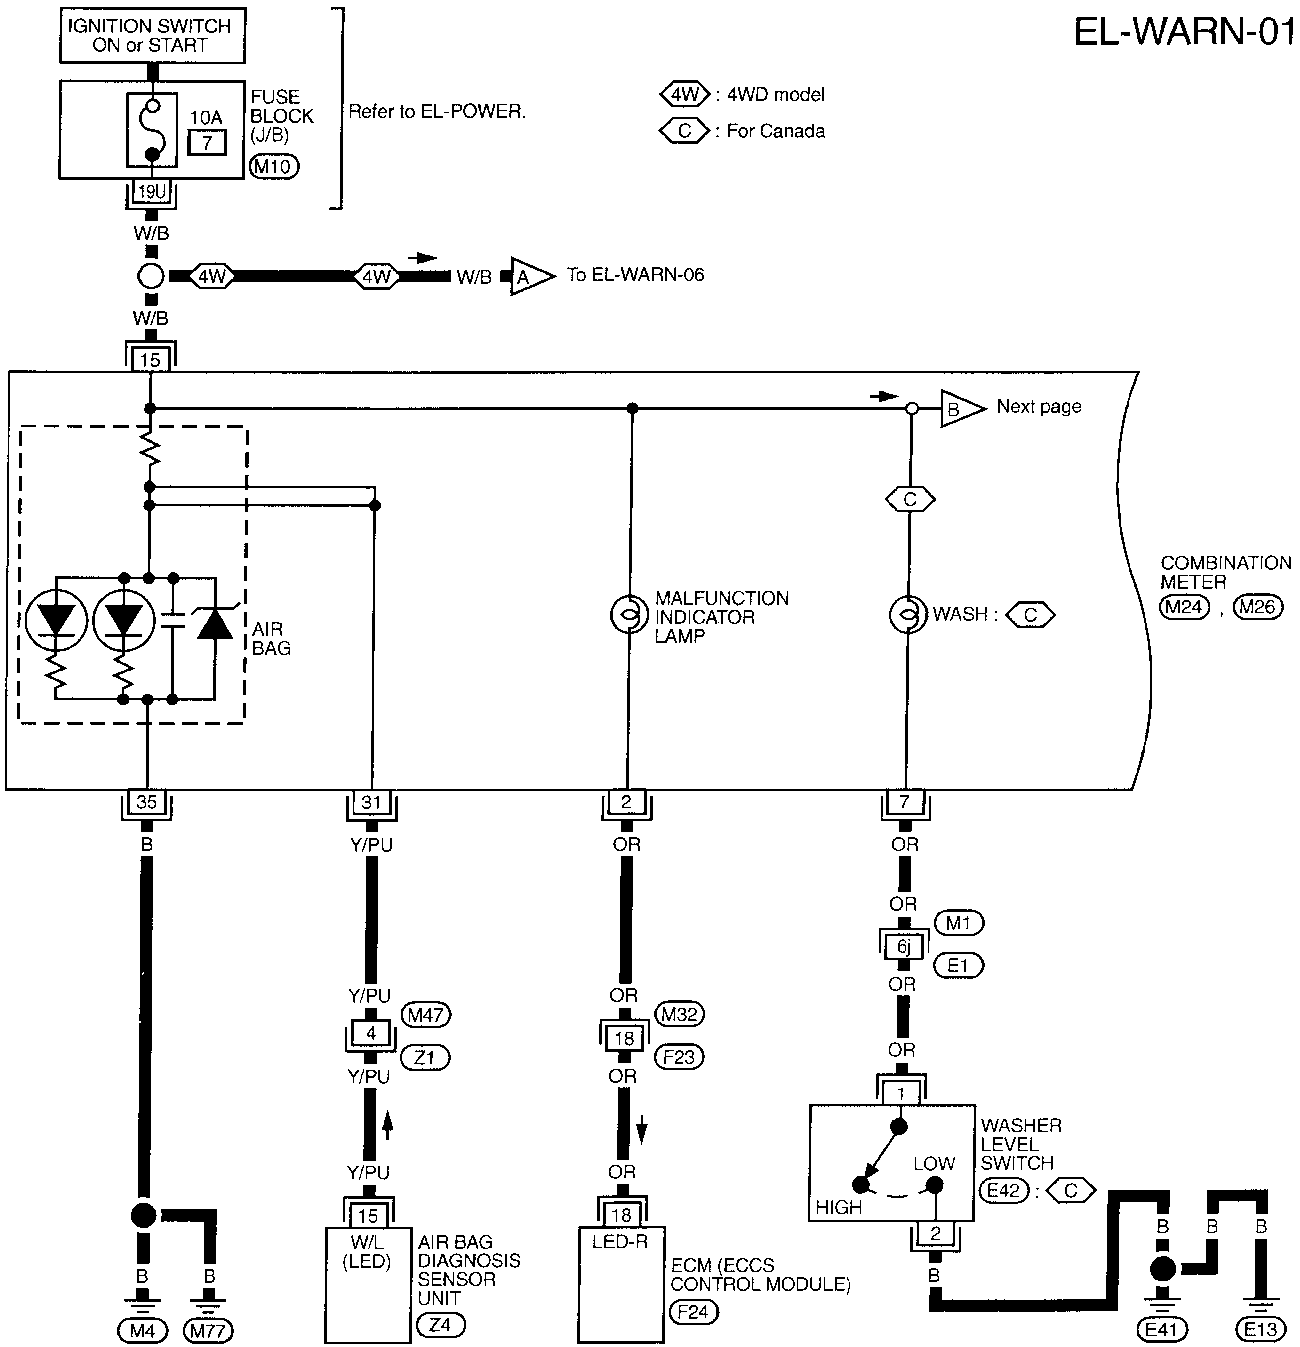 EL-WARN-01
IGNITION SWITCH
ON or START
FUSE
BLOCK
(J/B)
M10
10A
7
19U
Refer to EL-POWER.
4W : 4WD model
C : For Canada
W/B
4W
4W
W/B
A
To EL-WARN-06
W/B
15
B
Next page
C
COMBINATION
METER
M24 , M26
AIR
BAG
MALFUNCTION
INDICATOR
LAMP
WASH : C
35
31
2
7
B
Y/PU
OR
OR
OR
M1
6j
E1
OR
Y/PU
OR
M47
M32
4
18
Z1
F23
Y/PU
OR
OR
1
WASHER
LEVEL
SWITCH
E42 : C
LOW
HIGH
2
Y/PU
OR
15
18
W/L
(LED)
LED-R
AIR BAG
DIAGNOSIS
SENSOR
UNIT
Z4
ECM (ECCS
CONTROL MODULE)
F24
B
B
B
B
B
B
M4
M77
E41
E13